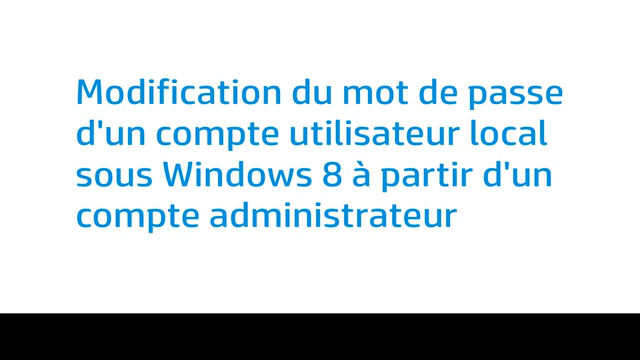 Modification du mot de passe
d'un compte utilisateur local
sous Windows 8 à partir d'un
compte administrateur